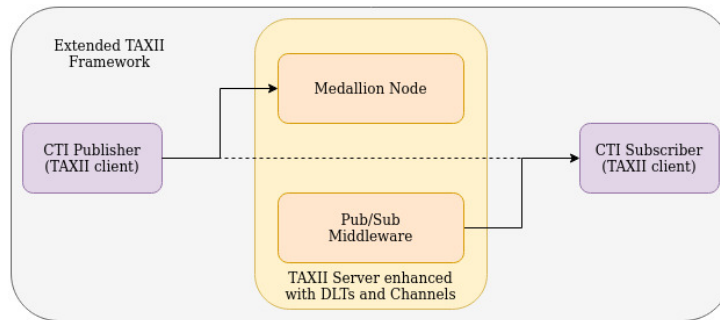 Extended TAXII
Framework
Medallion Node
CTI Publisher
(TAXII client)
CTI Subscriber
(TAXII client)
Pub/Sub
Middleware
TAXII Server enhanced
with DLTs and Channels